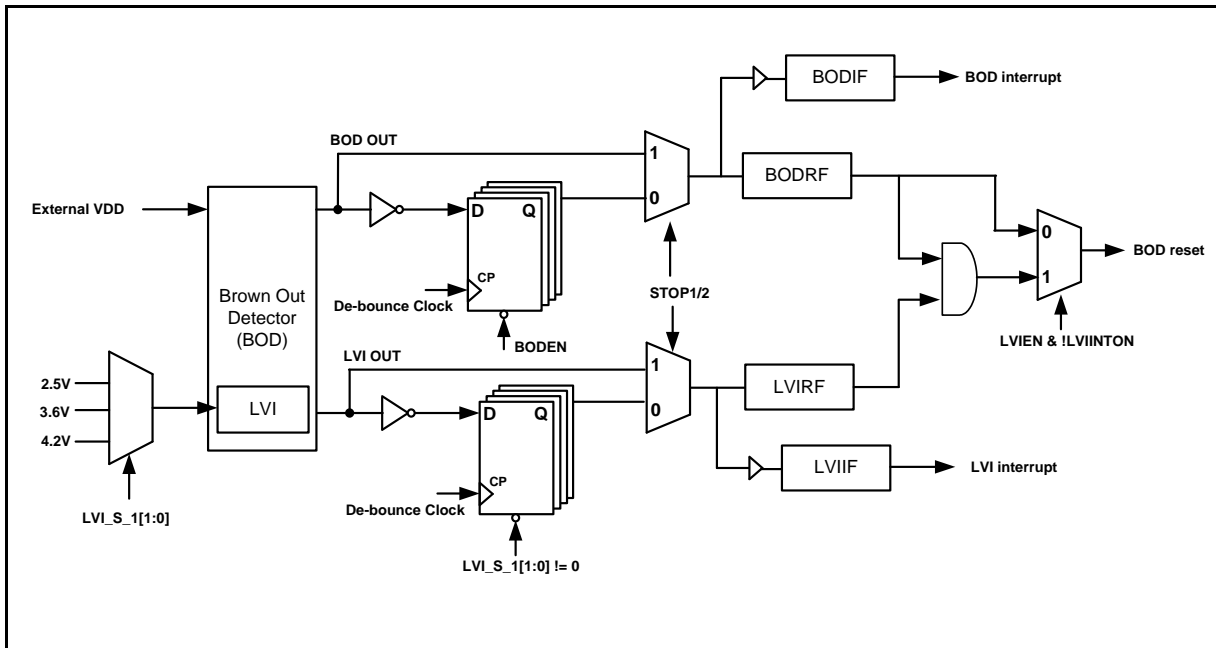 BODIF
BOD interrupt
BOD OUT
1
0
BODRF
External VDD
D Q
CP
De-bounce Clock
BODEN
STOP1/2
0
1
BOD reset
LVIEN & !LVIINTON
Brown Out
Detector
(BOD)
LVI OUT
1
0
LVIRF
2.5V
3.6V
4.2V
LVI
D Q
CP
De-bounce Clock
LVIIF
LVI interrupt
LVI_S_1[1:0]
LVI_S_1[1:0] != 0